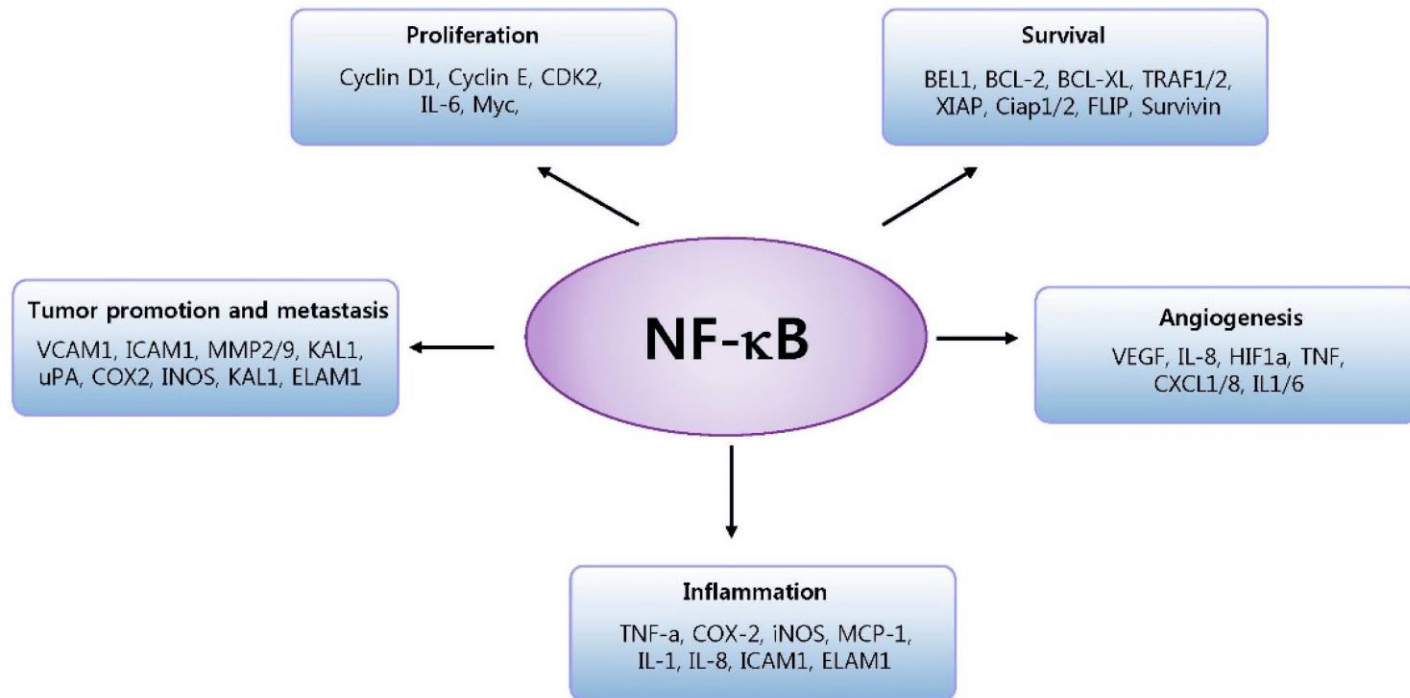 Proliferation
Cyclin D1, Cyclin E, CDK2,
IL-6, Myc,
Survival
BEL1, BCL-2, BCL-XL, TRAF1/2,
XIAP, Ciap1/2, FLIP, Survivin
Tumor promotion and metastasis
VCAM1, ICAM1, MMP2/9, KAL1,
uPA, COX2, INOS, KAL1, ELAM1
NF-κB
Angiogenesis
VEGF, IL-8, HIF1a, TNF,
CXCL1/8, IL1/6
Inflammation
TNF-a, COX-2, iNOS, MCP-1,
IL-1, IL-8, ICAM1, ELAM1